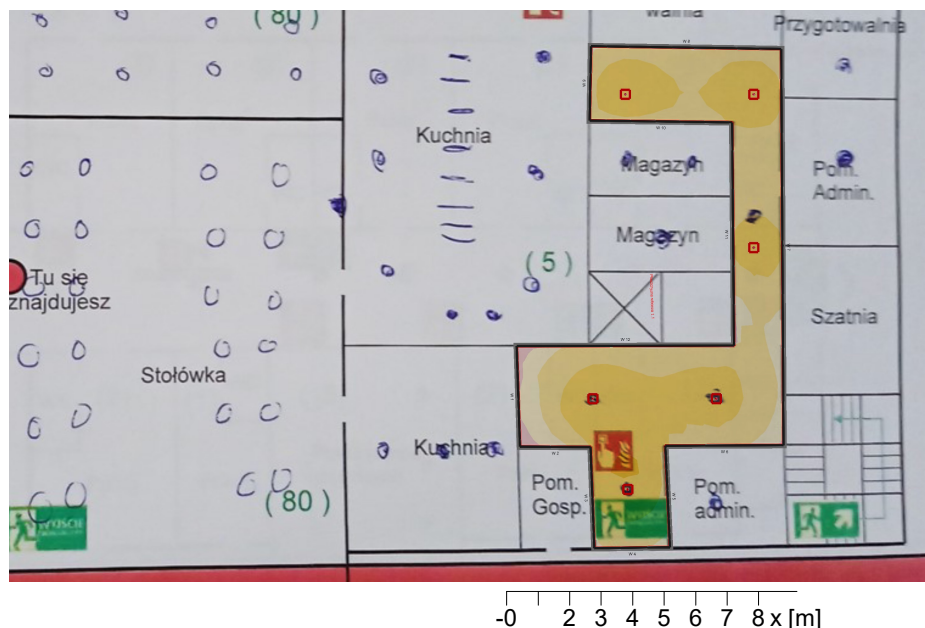 ( 80 )
walnia
Przygotowalnia
Kuchnia
Magazyn
Pom.
Admin.
Magazyn
( 5 )
Tu się
znajdujesz
Szatnia
Stołówka
Kuchnia
Pom.
Gosp.
Pom.
admin.
( 80 )
-0 2 3 4 5 6 7 8 x [m]